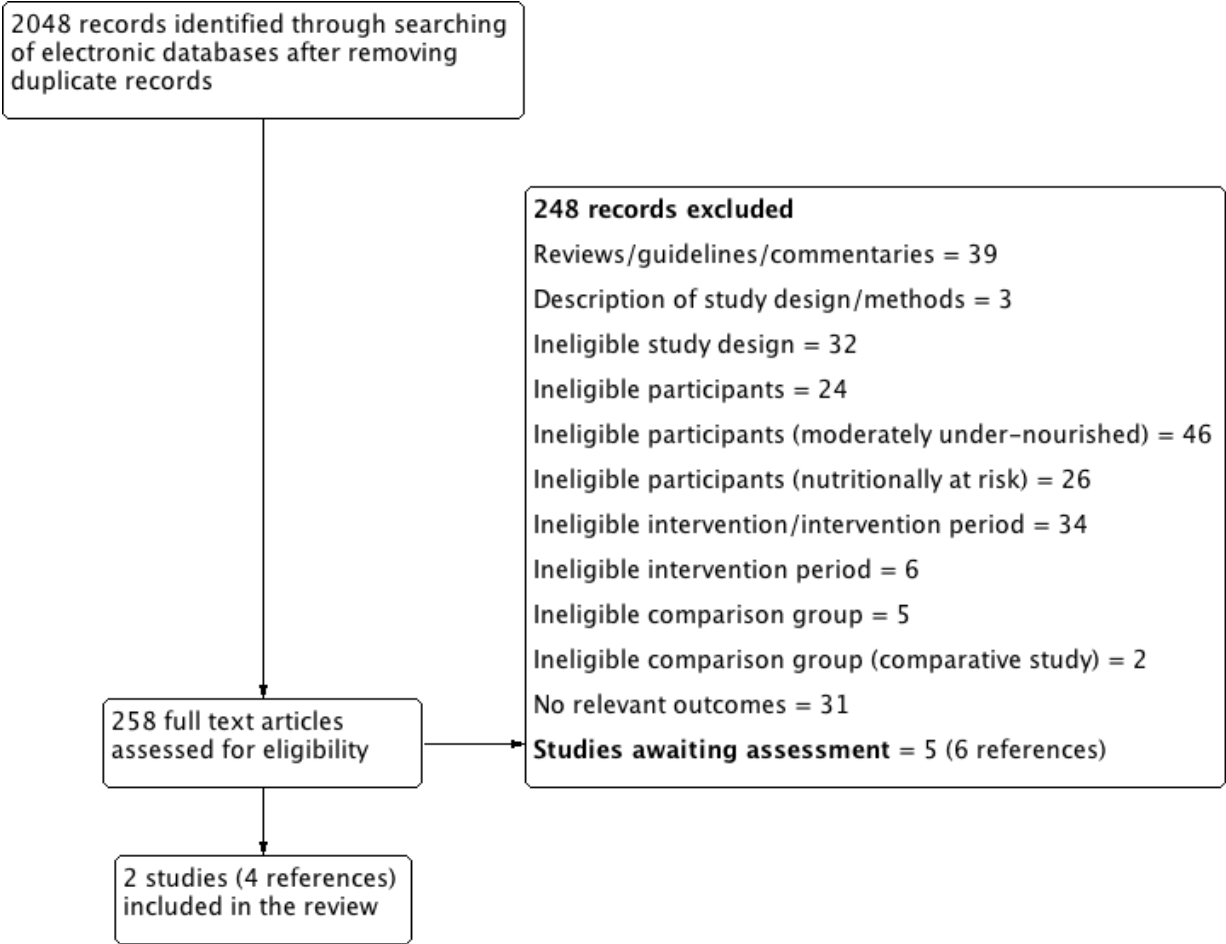 2048 records identified through searching
of electronic databases after removing
duplicate records
248 records excluded
Reviews/guidelines/commentaries = 39
Description of study design/methods = 3
Ineligible study design = 32
Ineligible participants = 24
Ineligible participants (moderately under-nourished) = 46
Ineligible participants (nutritionally at risk) = 26
Ineligible intervention/intervention period = 34
Ineligible intervention period = 6
Ineligible comparison group = 5
Ineligible comparison group (comparative study) = 2
No relevant outcomes = 31
Studies awaiting assessment = 5 (6 references)
258 full text articles
assessed for eligibility
2 studies (4 references)
included in the review